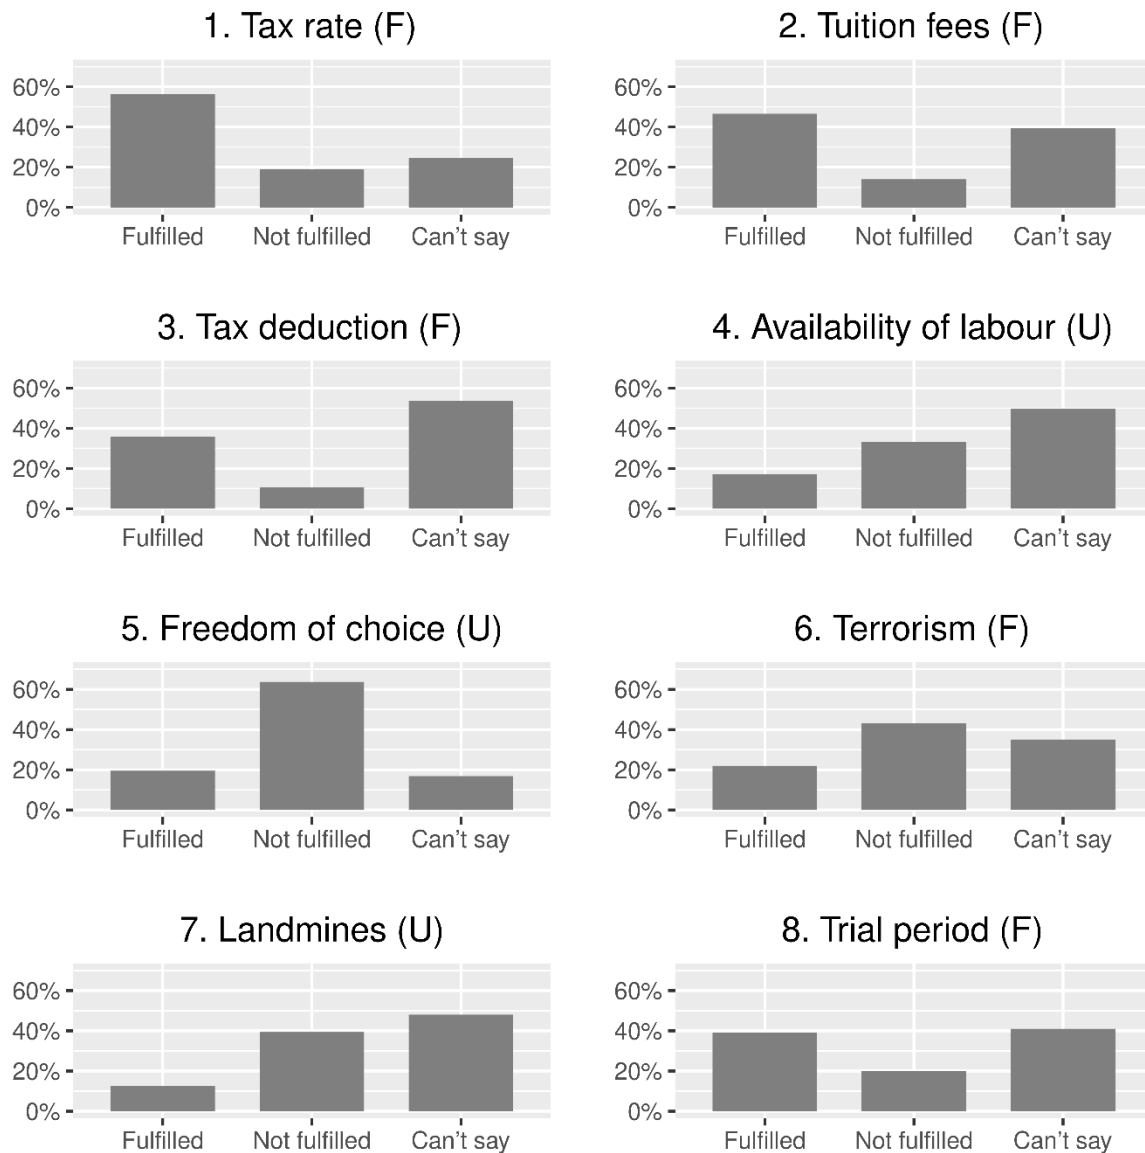 1. Tax rate (F)
60%
40%
20%
0%
Fulfilled Not fulfilled Can't say
2. Tuition fees (F)
60%
40%
20%
0%
Fulfilled Not fulfilled Can't say
3. Tax deduction (F)
60%
40%
20%
0%
Fulfilled Not fulfilled Can't say
4. Availability of labour (U)
60%
40%
20%
0%
Fulfilled Not fulfilled Can't say
5. Freedom of choice (U)
60%
40%
20%
0%
Fulfilled Not fulfilled Can't say
6. Terrorism (F)
60%
40%
20%
0%
Fulfilled Not fulfilled Can't say
7. Landmines (U)
60%
40%
20%
0%
Fulfilled Not fulfilled Can't say
8. Trial period (F)
60%
40%
20%
0%
Fulfilled Not fulfilled Can't say